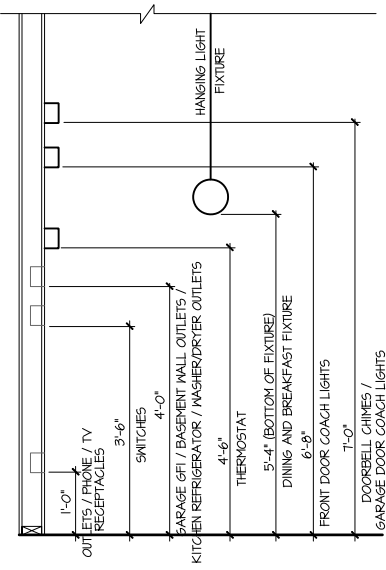 HANGING LIGHT
FIXTURE
1'-0"
OUTLETS / PHONE / TV
RECEPTACLES
3'-6"
SWITCHES
4'-0"
GARAGE GFI / BASEMENT WALL OUTLETS /
KITCHEN REFRIGERATOR / WASHER/DRYER OUTLETS
4'-6"
THERMOSTAT
5'-4" (BOTTOM OF FIXTURE)
DINING AND BREAKFAST FIXTURE
6'-8"
FRONT DOOR COACH LIGHTS
7'-0"
DOORBELL CHIMES /
GARAGE DOOR COACH LIGHTS